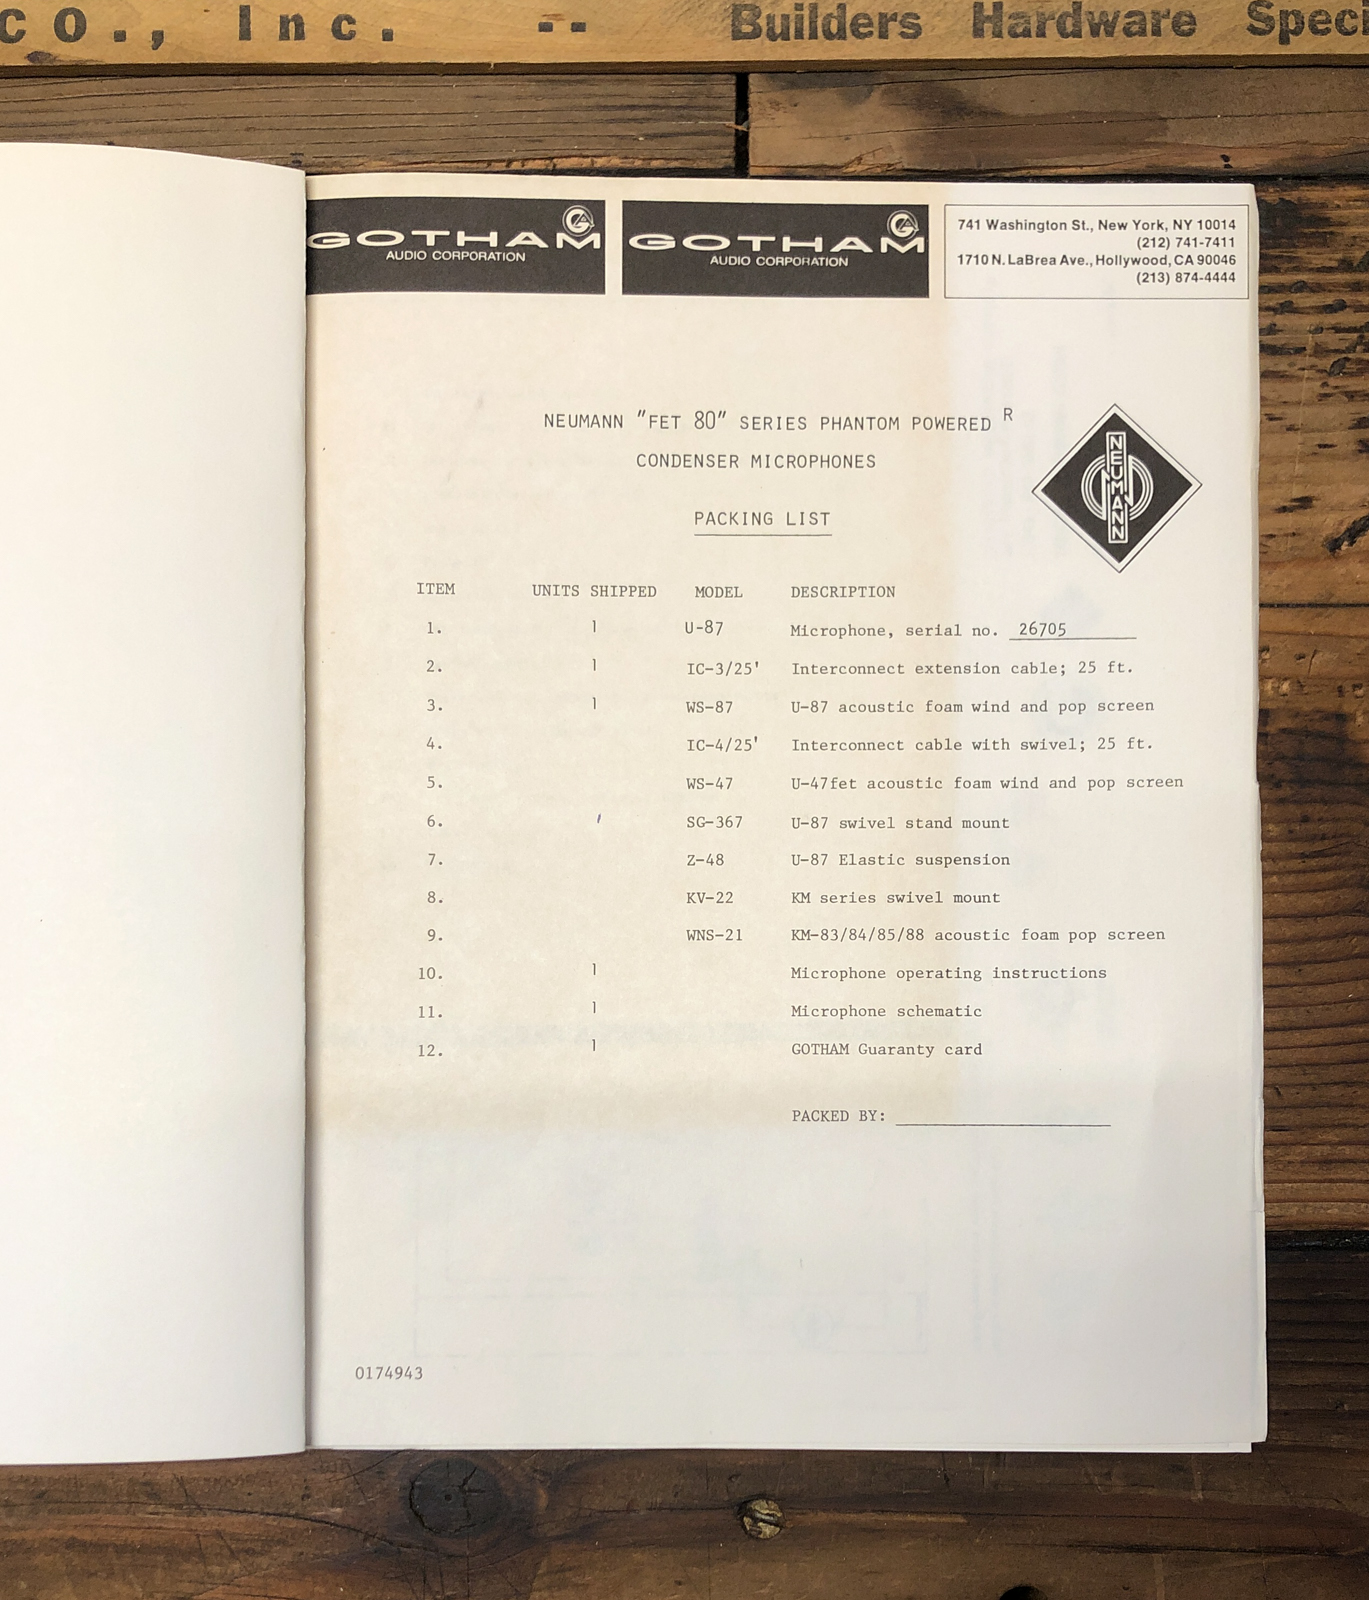 CO., Inc. -- Builders Hardware Speci
GOTHAM
AUDIO CORPORATION
GOTHAM
AUDIO CORPORATION
741 Washington St., New York, NY 10014
(212) 741-7411
1710 N. LaBrea Ave., Hollywood, CA 90046
(213) 874-4444
NEUMANN "FET 80" SERIES PHANTOM POWERED R
CONDENSER MICROPHONES
NEUMANN
PACKING LIST
ITEM UNITS SHIPPED MODEL DESCRIPTION
1. 1 U-87 Microphone, serial no. 26705
2. 1 IC-3/25' Interconnect extension cable; 25 ft.
3. 1 WS-87 U-87 acoustic foam wind and pop screen
4. IC-4/25' Interconnect cable with swivel; 25 ft.
5. WS-47 U-47fet acoustic foam wind and pop screen
6. ' SG-367 U-87 swivel stand mount
7. Z-48 U-87 Elastic suspension
8. KV-22 KM series swivel mount
9. WNS-21 KM-83/84/85/88 acoustic foam pop screen
10. 1 Microphone operating instructions
11. 1 Microphone schematic
12. 1 GOTHAM Guaranty card
PACKED BY:
0174943